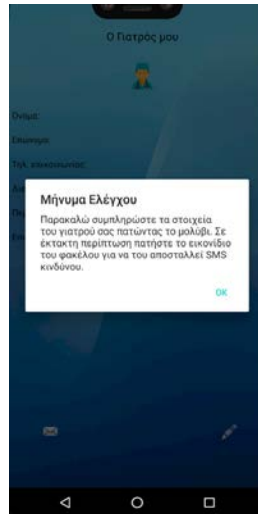 Ο Γιατρός μου
Όνομα:
Επώνυμο:
Τηλ. επικοινωνίας:
Μήνυμα Ελέγχου
Παρακαλώ συμπληρώστε τα στοιχεία
του γιατρού σας πατώντας το μολύβι. Σε
έκτακτη περίπτωση πατήστε το εικονίδιο
του φακέλου για να του αποσταλλεί SMS
κινδύνου.
OK